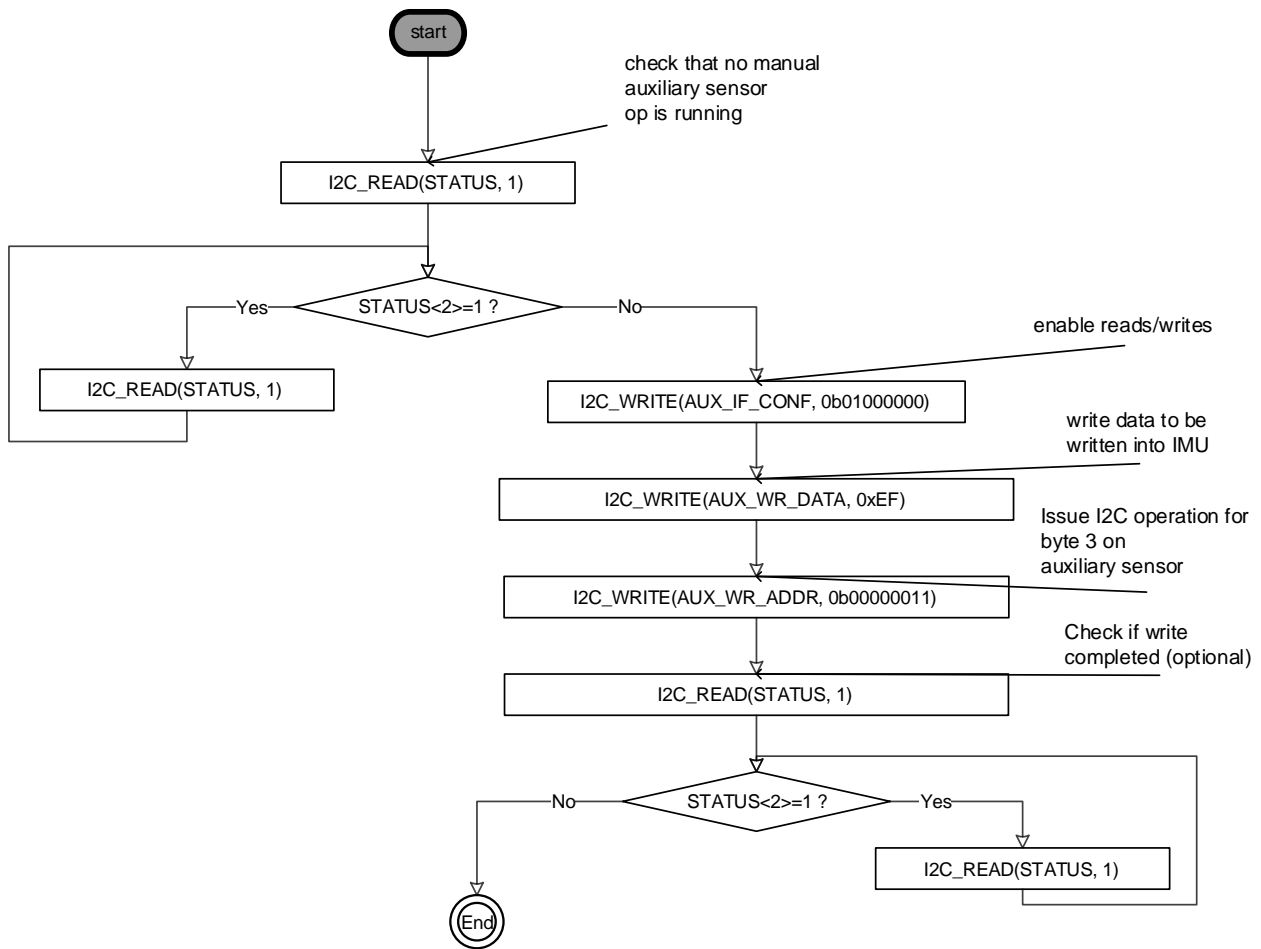 start
check that no manual
auxiliary sensor
op is running
I2C_READ(STATUS, 1)
STATUS<2>=1 ?
Yes
No
I2C_READ(STATUS, 1)
enable reads/writes
I2C_WRITE(AUX_IF_CONF, 0b01000000)
write data to be
written into IMU
I2C_WRITE(AUX_WR_DATA, 0xEF)
Issue I2C operation for
byte 3 on
auxiliary sensor
I2C_WRITE(AUX_WR_ADDR, 0b00000011)
Check if write
completed (optional)
I2C_READ(STATUS, 1)
STATUS<2>=1 ?
No
Yes
I2C_READ(STATUS, 1)
End